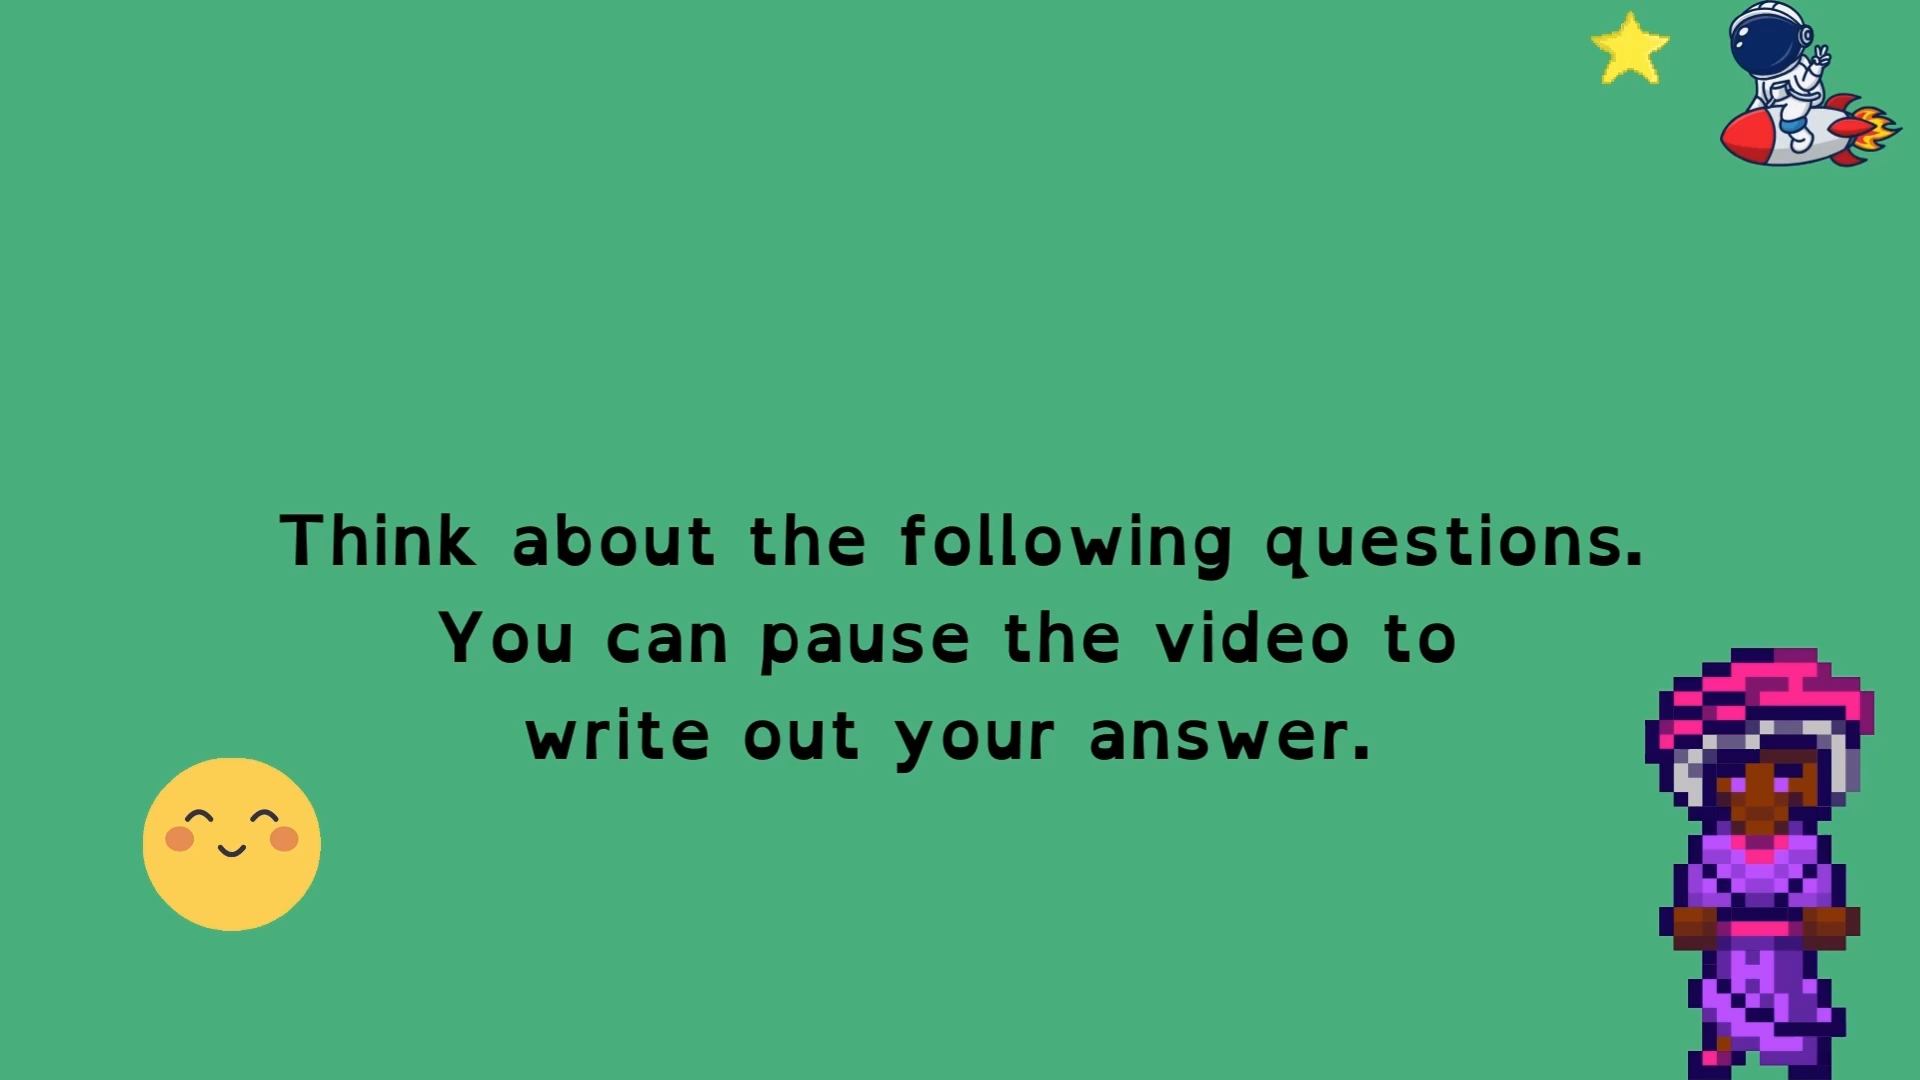 Think about the following questions.
You can pause the video to
write out your answer.